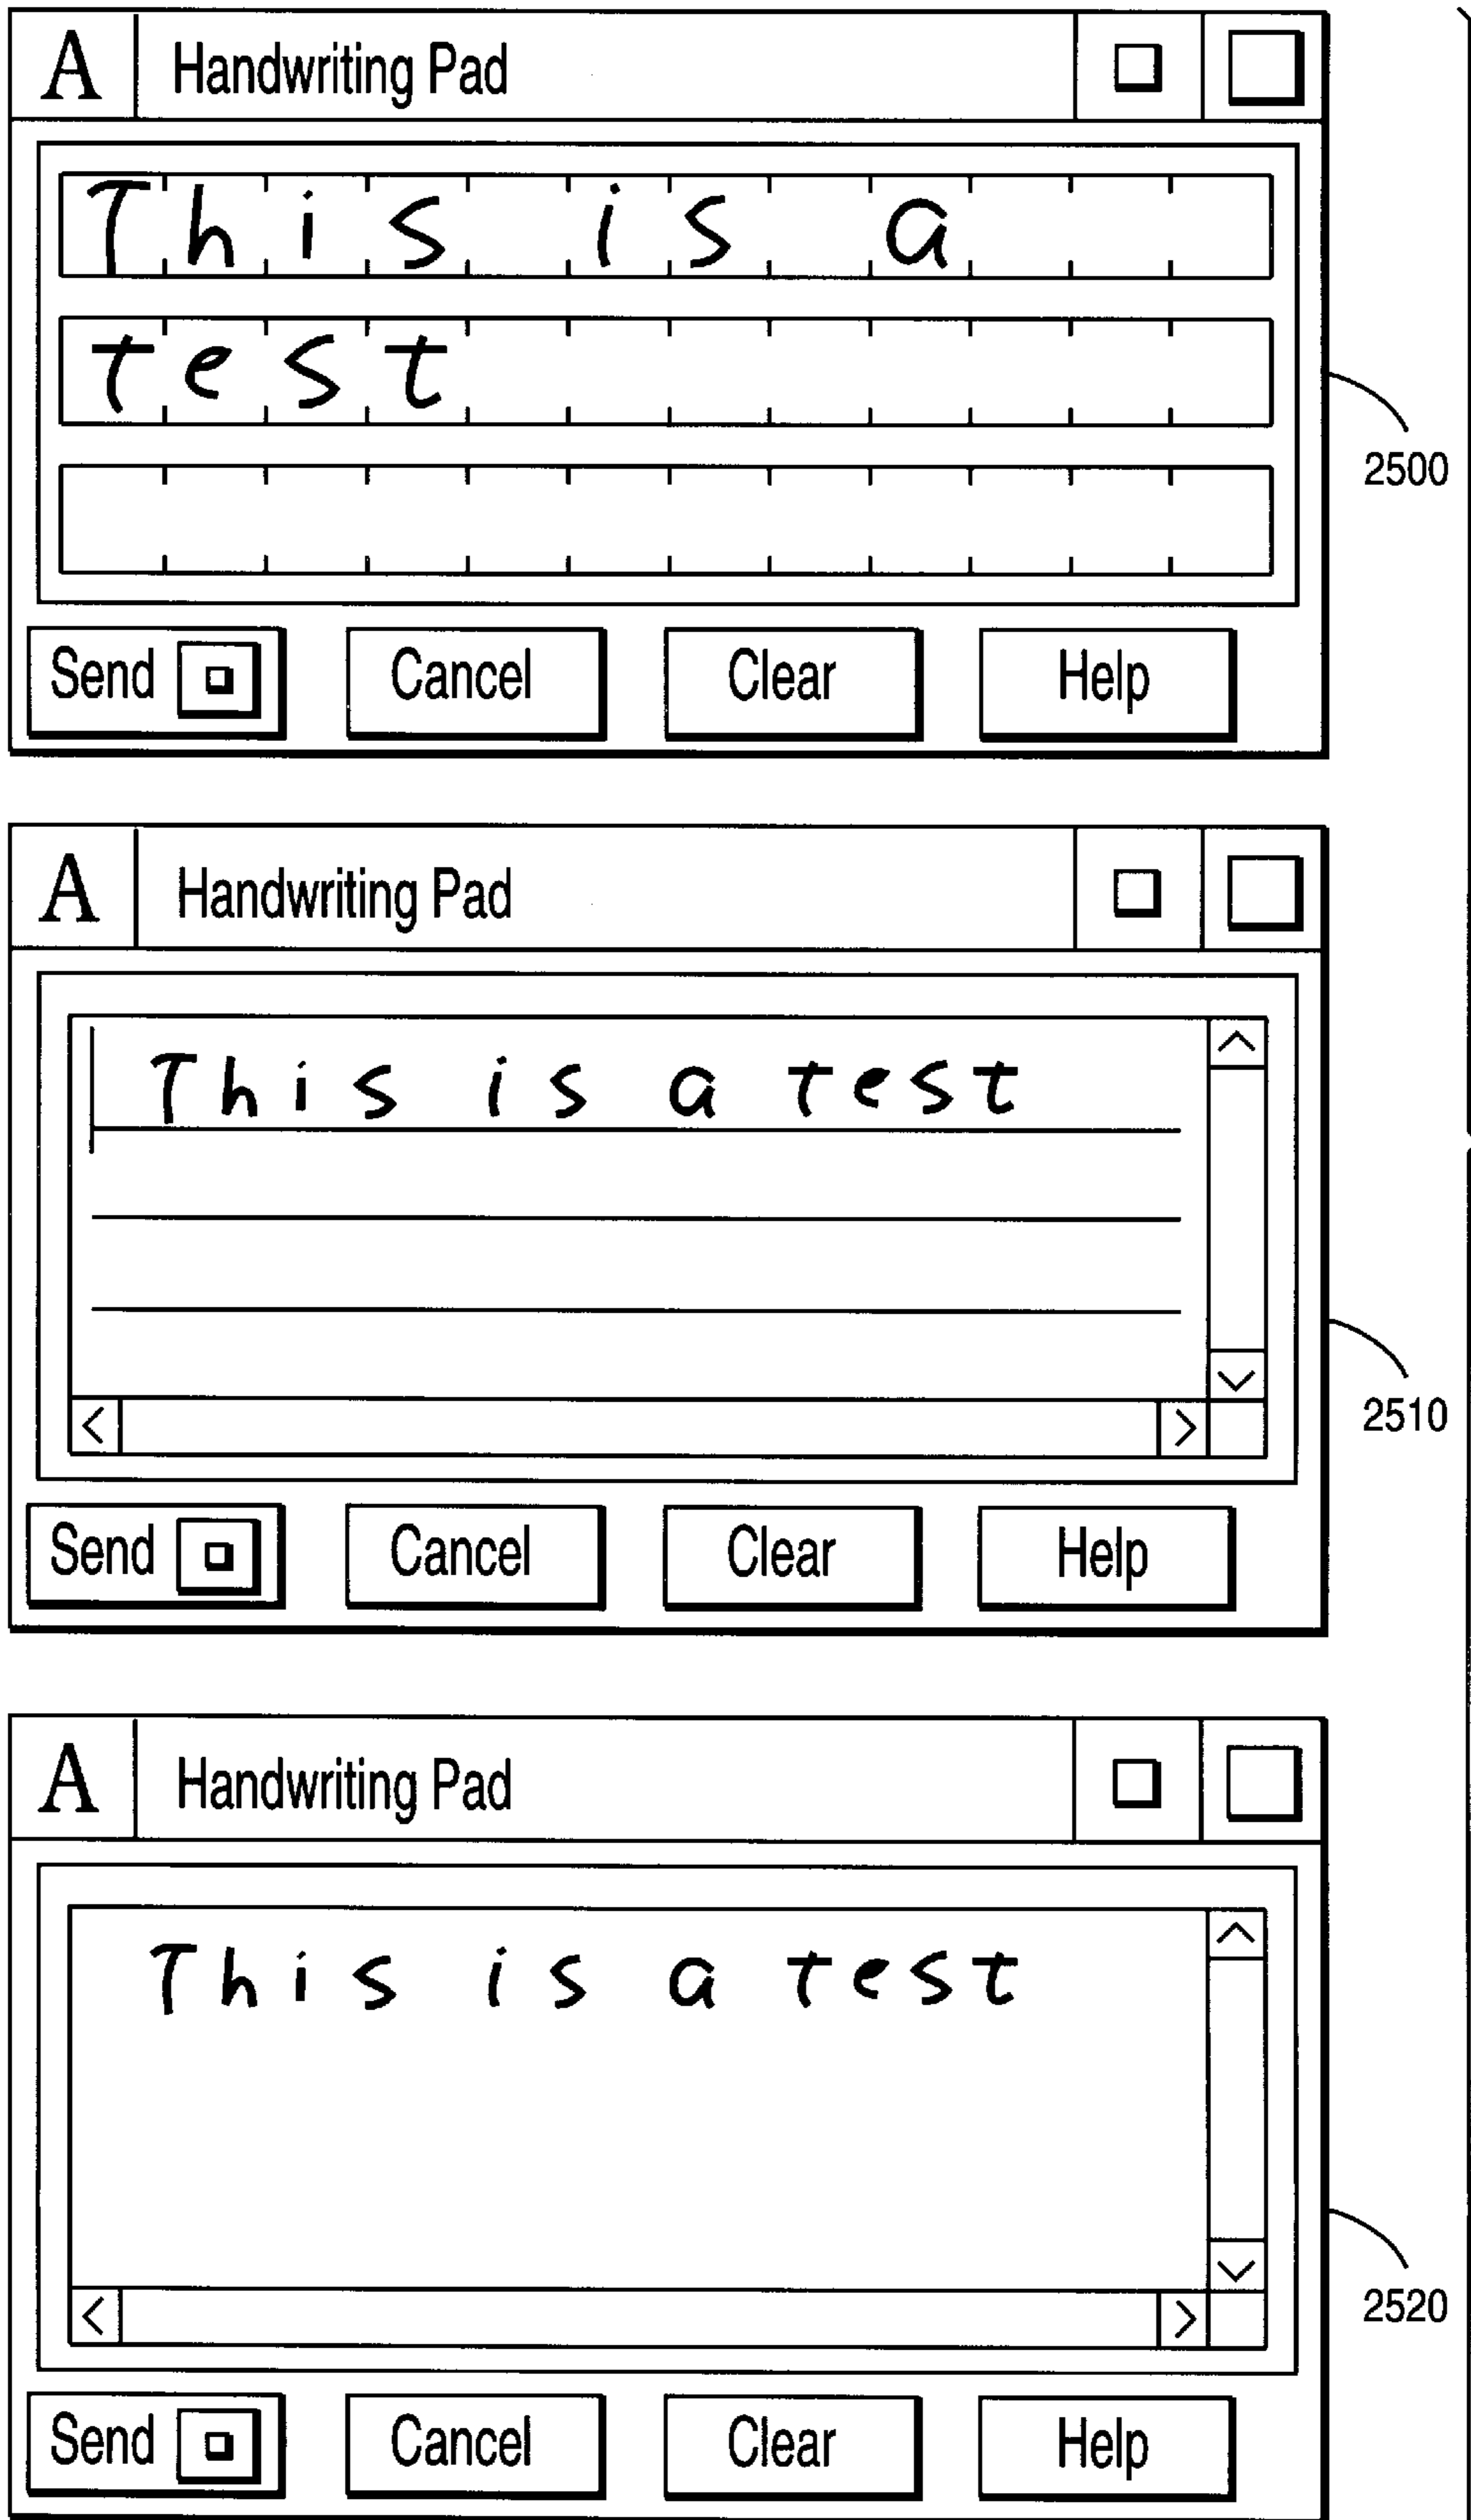 A Handwriting Pad
This is a
test
2500
Send Cancel Clear Help
A Handwriting Pad
This is a test
2510
Send Cancel Clear Help
A Handwriting Pad
This is a test
2520
Send Cancel Clear Help